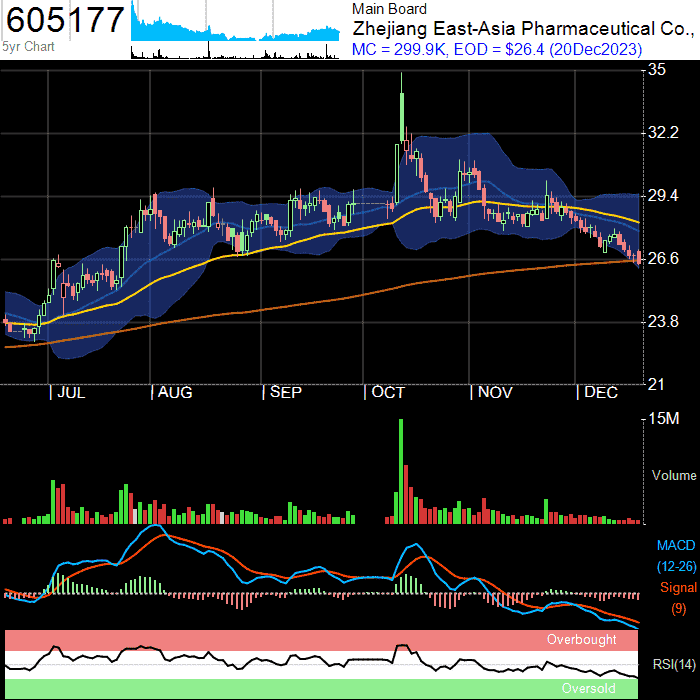 605177
5yr Chart
Main Board
Zhejiang East-Asia Pharmaceutical Co.,
MC = 299.9K, EOD = $26.4 (20Dec2023)
35
32.2
29.4
26.6
23.8
21
JUL
AUG
SEP
OCT
NOV
DEC
15M
Volume
MACD
(12-26)
Signal
(9)
Overbought
RSI(14)
Oversold